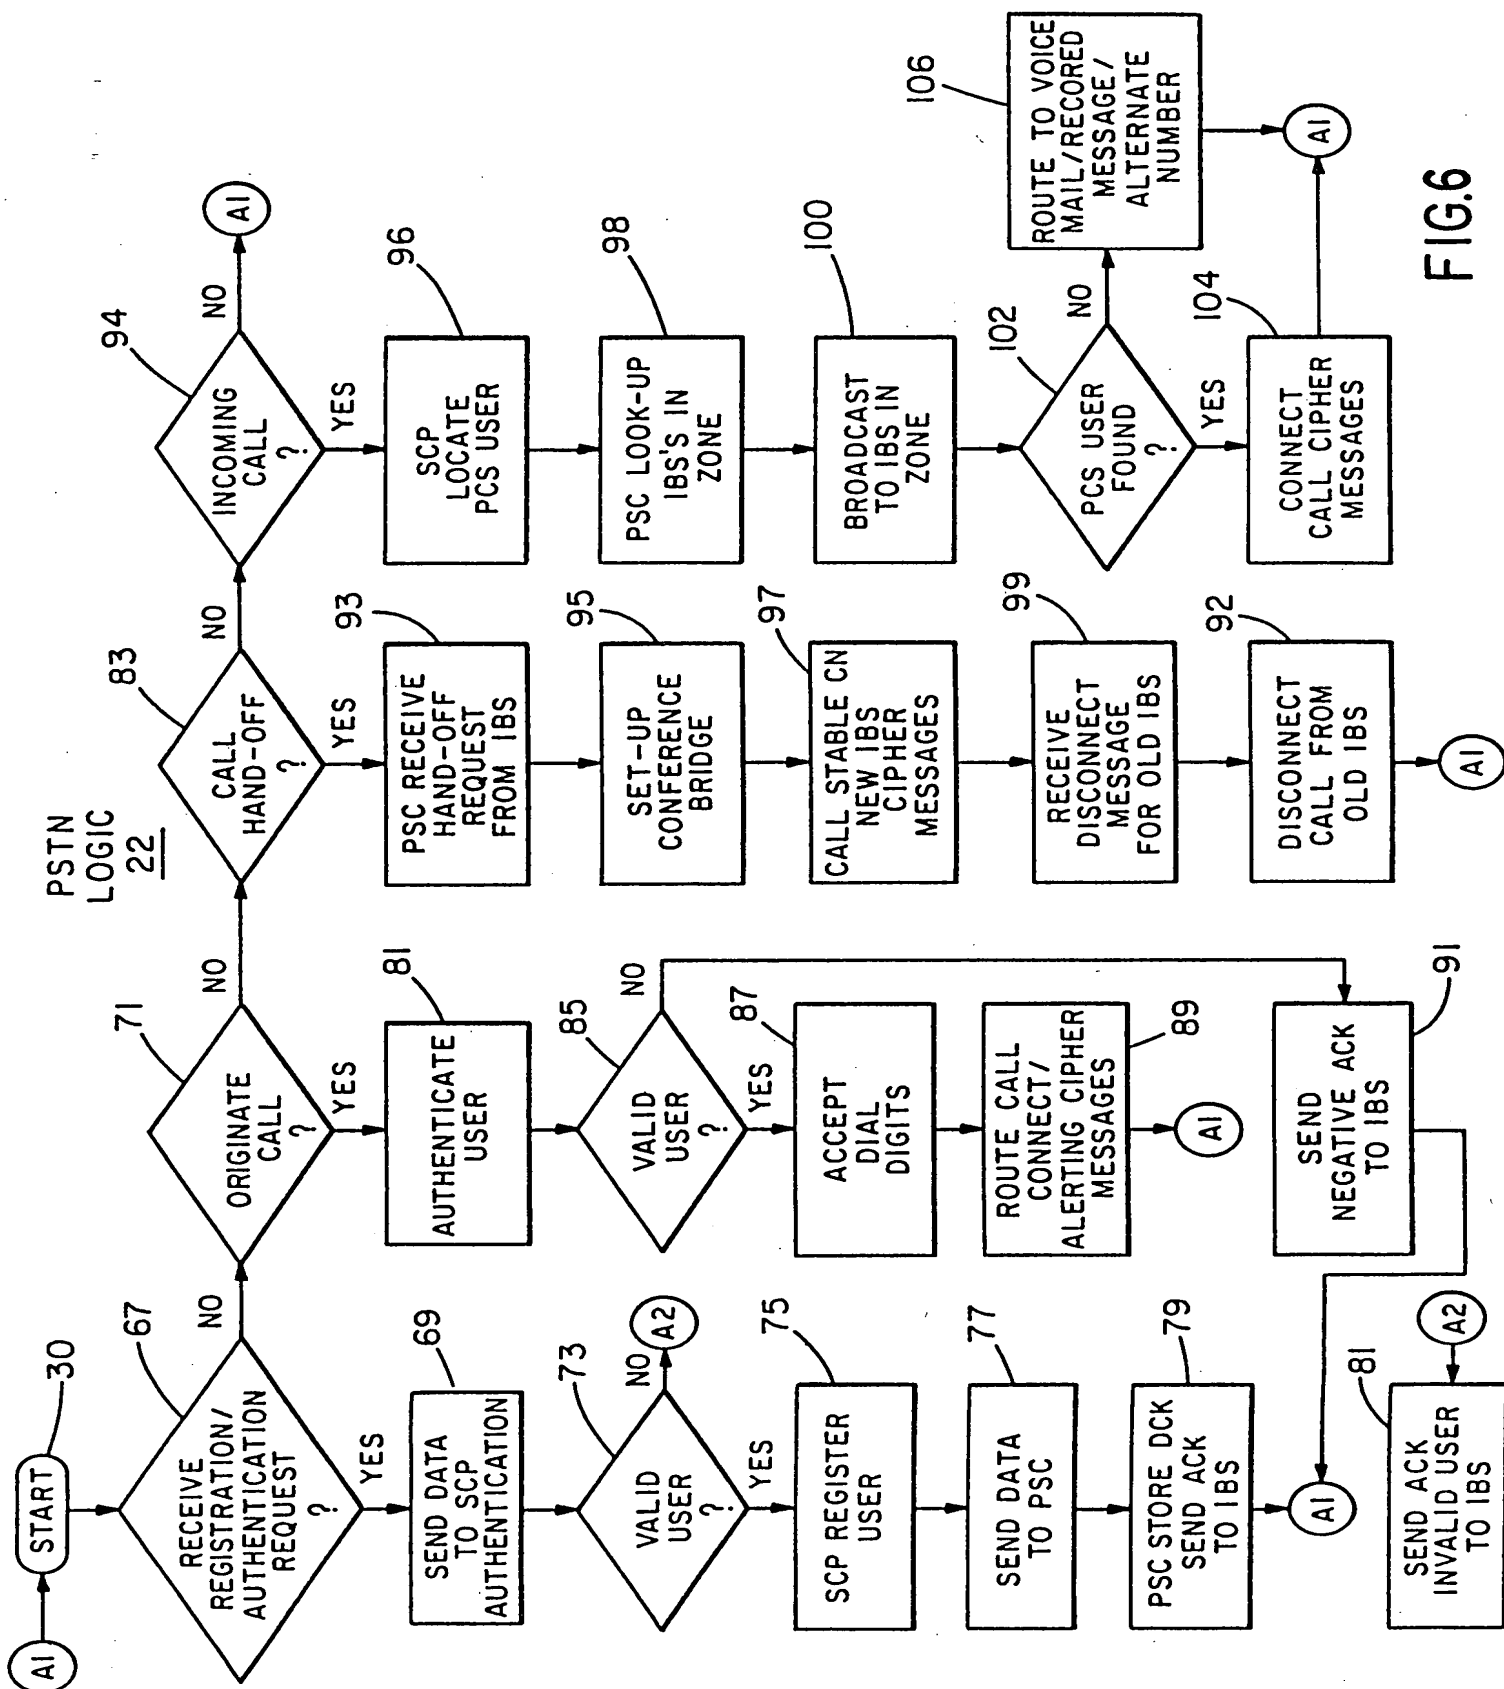 PSTN
LOGIC
22
A1
START
30
RECEIVE
REGISTRATION/
AUTHENTICATION
REQUEST
?
67
NO
YES
SEND DATA
TO SCP
AUTHENTICATION
69
VALID
USER
?
73
NO
A2
YES
SCP REGISTER
USER
75
SEND DATA
TO PSC
77
PSC STORE DCK
SEND ACK
TO IBS
79
A1
SEND ACK
INVALID USER
TO IBS
81
A2
ORIGINATE
CALL
?
71
NO
YES
AUTHENTICATE
USER
81
VALID
USER
?
85
NO
YES
ACCEPT
DIAL
DIGITS
87
ROUTE CALL
CONNECT/
ALERTING CIPHER
MESSAGES
89
A1
SEND
NEGATIVE ACK
TO IBS
91
CALL
HAND-OFF
?
83
NO
YES
PSC RECEIVE
HAND-OFF
REQUEST
FROM IBS
93
SET-UP
CONFERENCE
BRIDGE
95
CALL STABLE CN
NEW IBS
CIPHER
MESSAGES
97
RECEIVE
DISCONNECT
MESSAGE
FOR OLD IBS
99
DISCONNECT
CALL FROM
OLD IBS
92
A1
INCOMING
CALL
?
94
NO
A1
YES
SCP
LOCATE
PCS USER
96
PSC LOOK-UP
IBS'S IN
ZONE
98
BROADCAST
TO IBS IN
ZONE
100
PCS USER
FOUND
?
102
NO
YES
CONNECT
CALL CIPHER
MESSAGES
104
ROUTE TO VOICE
MAIL/RECORED
MESSAGE/
ALTERNATE
NUMBER
106
A1
FIG.6